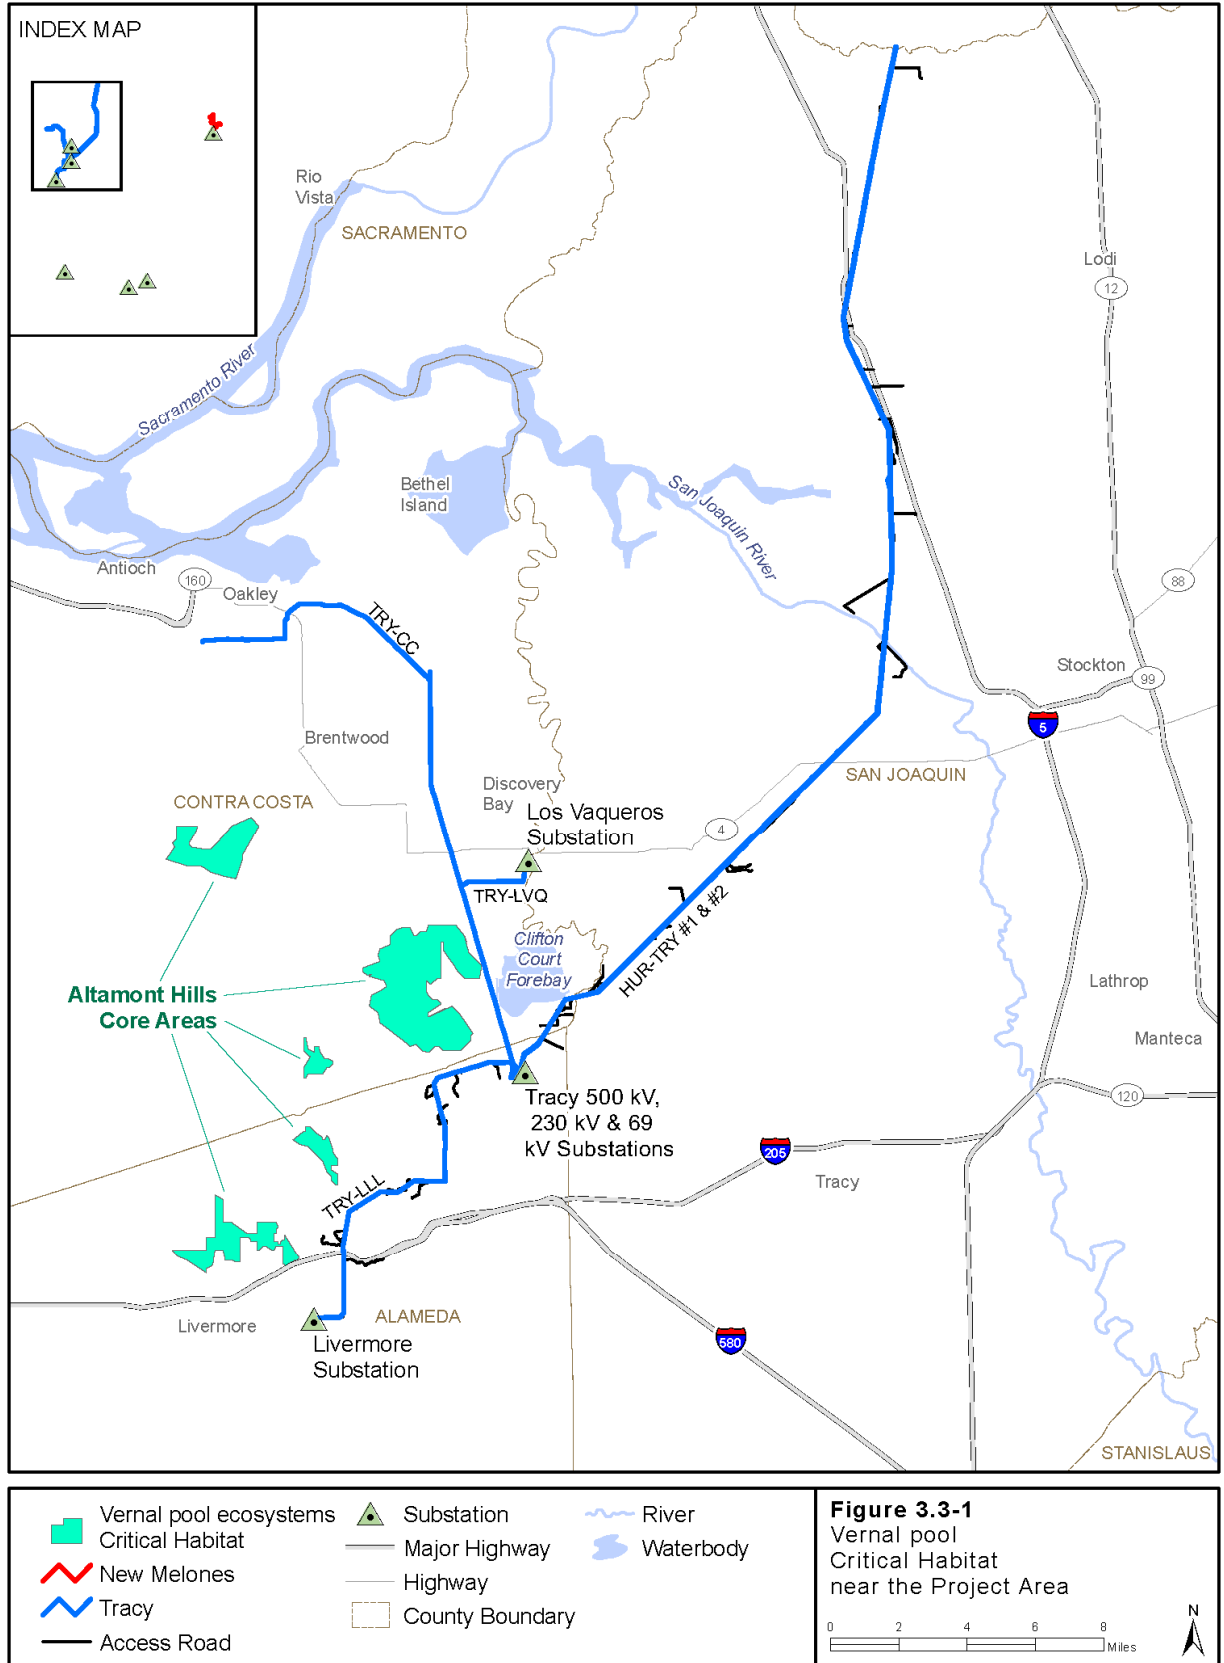 INDEX MAP
Rio
Vista
SACRAMENTO
Lodi
12
Sacramento River
Bethel
Island
San Joaquin River
Antioch
160
Oakley
88
TRY-CC
Stockton
99
5
Brentwood
SAN JOAQUIN
Discovery
Bay
CONTRA COSTA
Los Vaqueros
Substation
4
TRY-LVQ
HUR-TRY #1 & #2
Clifton
Court
Forebay
Altamont Hills
Core Areas
Lathrop
Manteca
Tracy 500 kV,
230 kV & 69
kV Substations
120
205
Tracy
TRY-LLL
ALAMEDA
Livermore
580
Livermore
Substation
STANISLAUS
Vernal pool ecosystems
Critical Habitat
New Melones
Tracy
Access Road
Substation
Major Highway
Highway
County Boundary
River
Waterbody
Figure 3.3-1
Vernal pool
Critical Habitat
near the Project Area
0 2 4 6 8
Miles
N